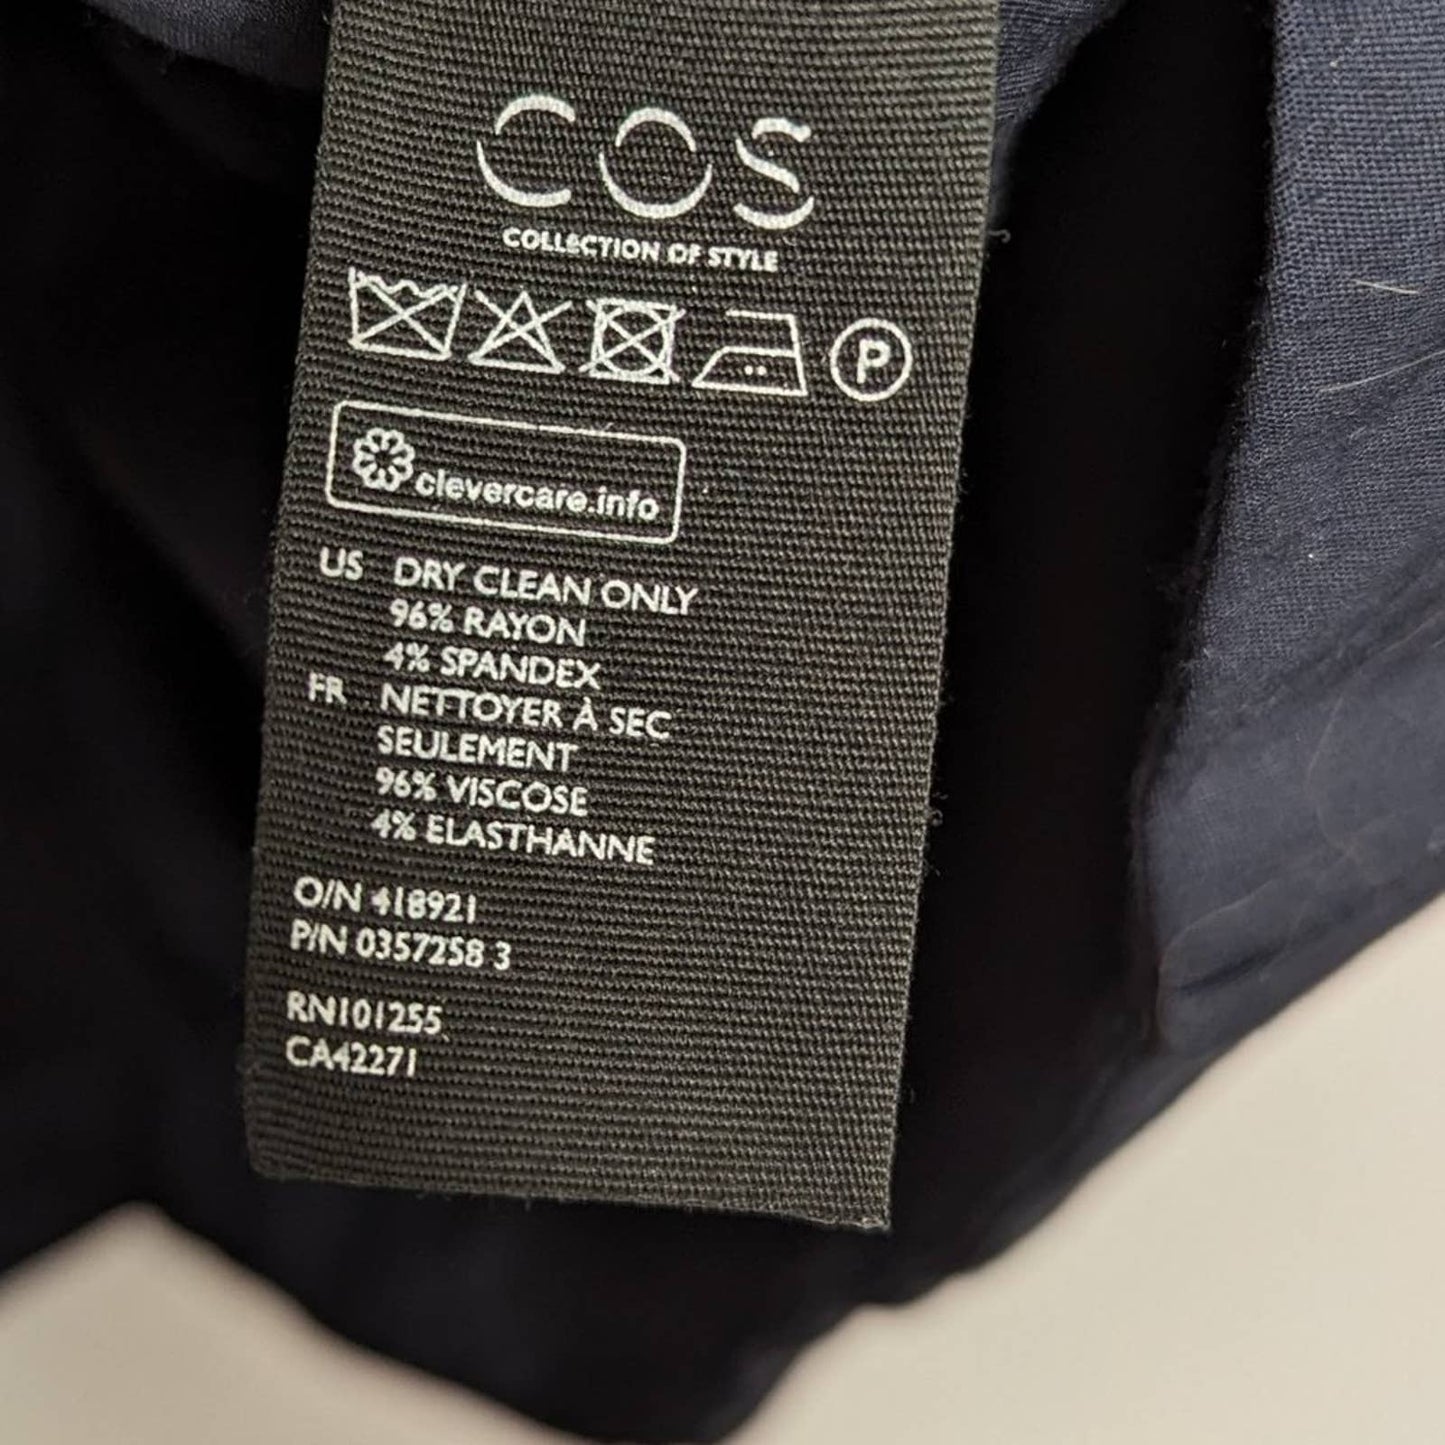 COS
COLLECTION OF STYLE
P
clevercare.info
US DRY CLEAN ONLY
96% RAYON
4% SPANDEX
FR NETTOYER À SEC
SEULEMENT
96% VISCOSE
4% ELASTHANNE
O/N 418921
P/N 0357258 3
RN101255
CA42271